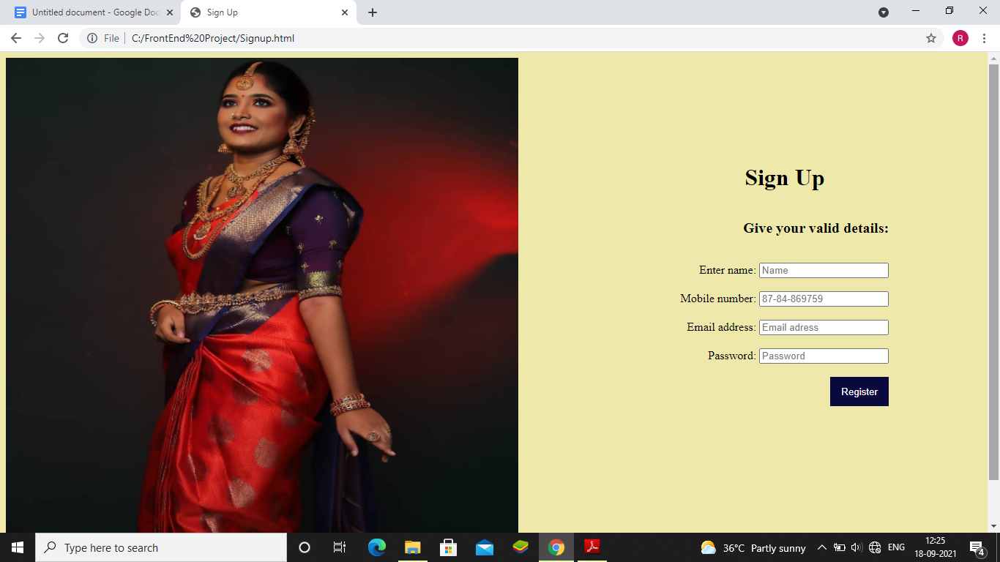 Untitled document - Google Doc
Sign Up
File
C:/FrontEnd%20Project/Signup.html
R
Sign Up
Give your valid details:
Enter name:
Name
Mobile number:
87-84-869759
Email address:
Email adress
Password:
Password
Register
Type here to search
36°C Partly sunny
ENG
12:25
18-09-2021
4